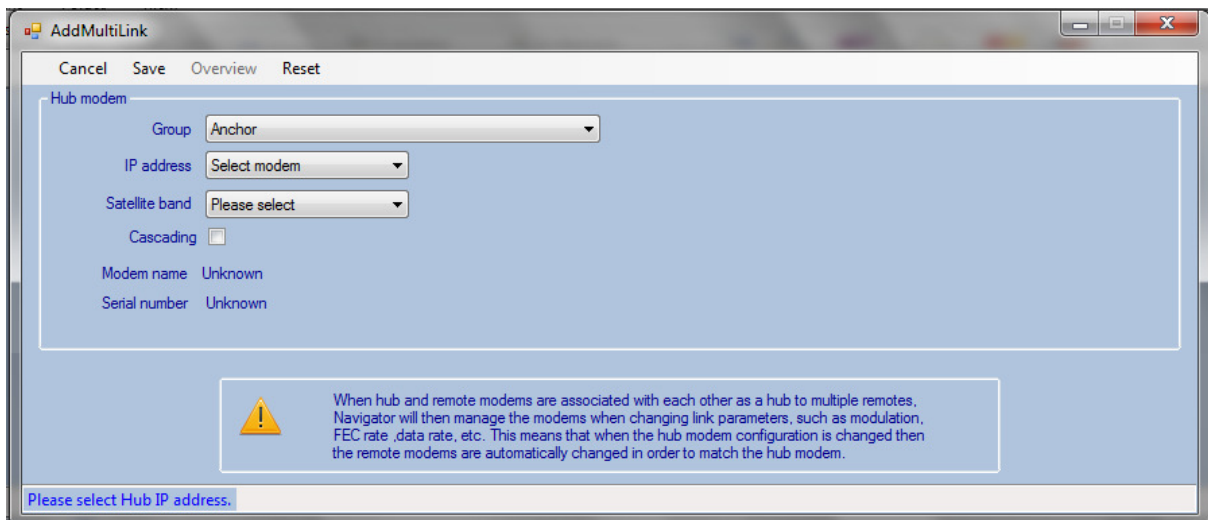 AddMultiLink
Cancel Save Overview Reset
Hub modem
Group Anchor
IP address Select modem
Satellite band Please select
Cascading
Modem name Unknown
Serial number Unknown
When hub and remote modems are associated with each other as a hub to multiple remotes,
Navigator will then manage the modems when changing link parameters, such as modulation,
FEC rate ,data rate, etc. This means that when the hub modem configuration is changed then
the remote modems are automatically changed in order to match the hub modem.
Please select Hub IP address.